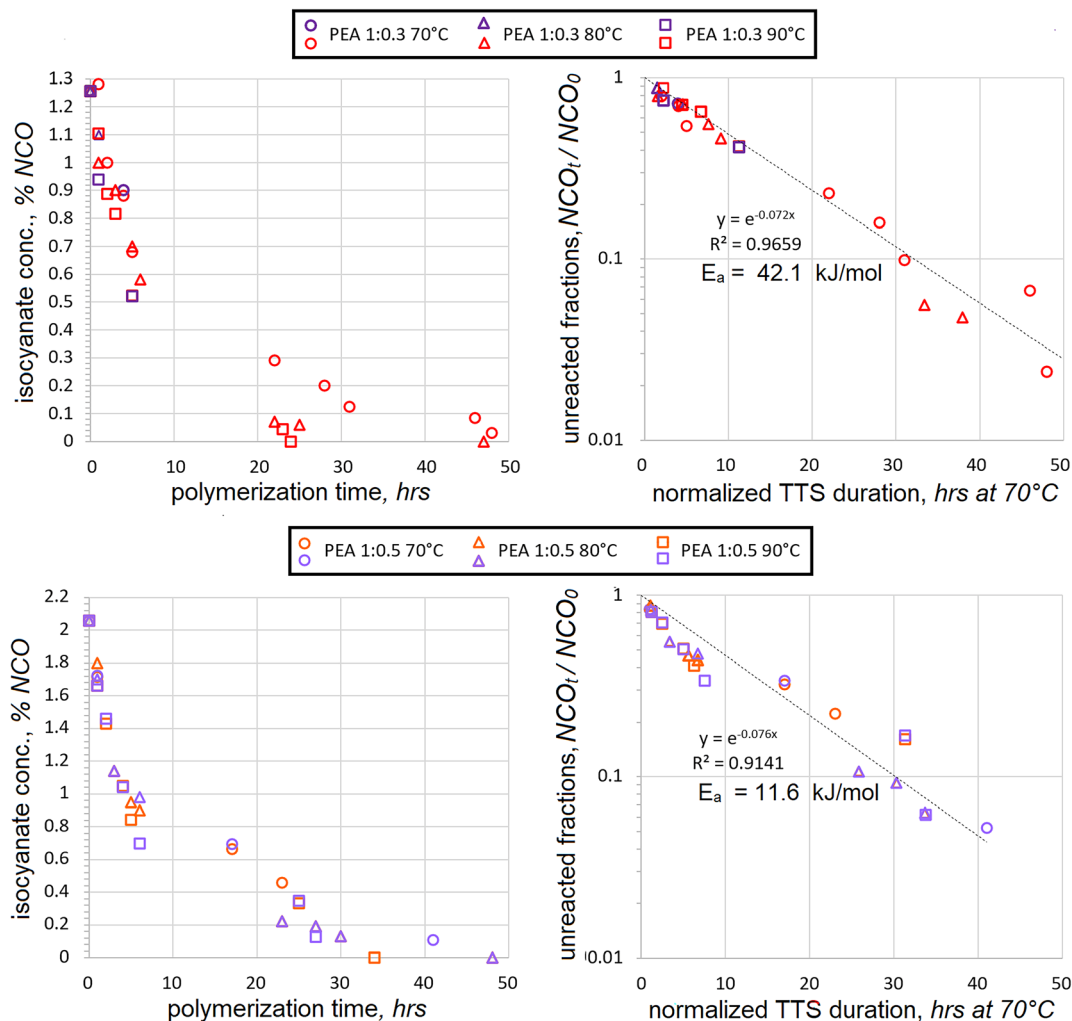 PEA 1:0.3 70°C PEA 1:0.3 80°C PEA 1:0.3 90°C
isocyanate conc., % NCO
1.3
1.2
1.1
1
0.9
0.8
0.7
0.6
0.5
0.4
0.3
0.2
0.1
0
0 10 20 30 40 50
polymerization time, hrs
unreacted fractions, NCOt / NCO0
1
0.1
0.01
y = e-0.072x
R² = 0.9659
Ea = 42.1 kJ/mol
0 10 20 30 40 50
normalized TTS duration, hrs at 70°C
PEA 1:0.5 70°C PEA 1:0.5 80°C PEA 1:0.5 90°C
isocyanate conc., % NCO
2.2
2
1.8
1.6
1.4
1.2
1
0.8
0.6
0.4
0.2
0
0 10 20 30 40 50
polymerization time, hrs
unreacted fractions, NCOt / NCO0
1
0.1
0.01
y = e-0.076x
R² = 0.9141
Ea = 11.6 kJ/mol
0 10 20 30 40 50
normalized TTS duration, hrs at 70°C